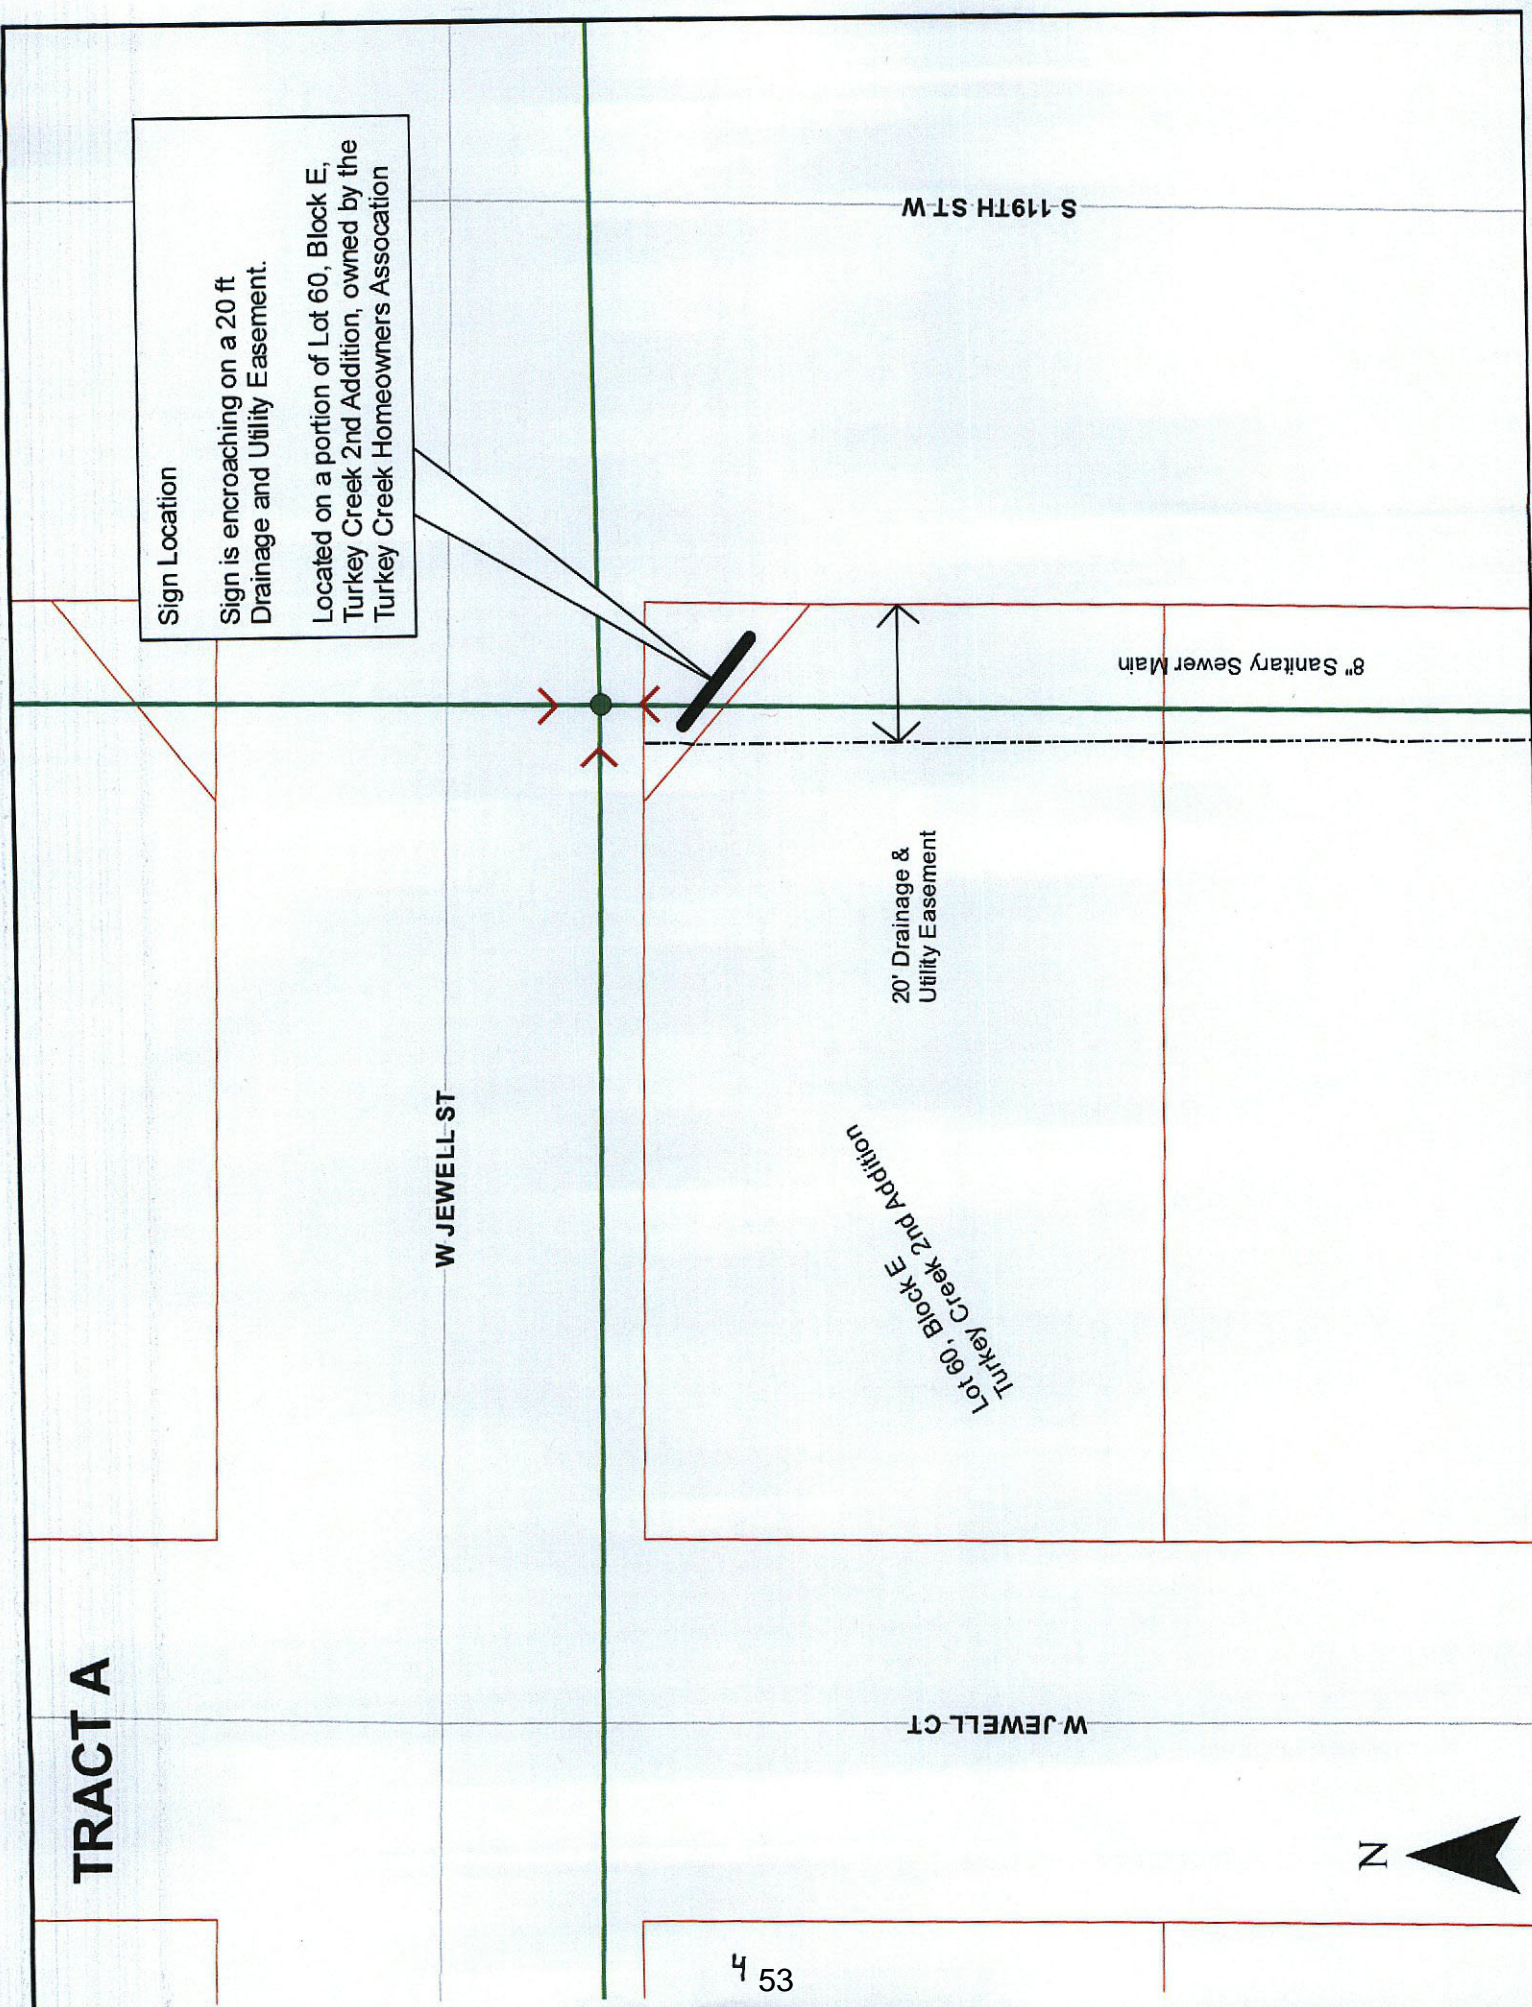 TRACT A
Sign Location
Sign is encroaching on a 20 ft
Drainage and Utility Easement.
Located on a portion of Lot 60, Block E,
Turkey Creek 2nd Addition, owned by the
Turkey Creek Homeowners Assocation
W JEWELL ST
S 119TH ST W
20' Drainage &
Utility Easement
Lot 60, Block E
Turkey Creek 2nd Addition
8" Sanitary Sewer Main
W JEWELL CT
N
4
53